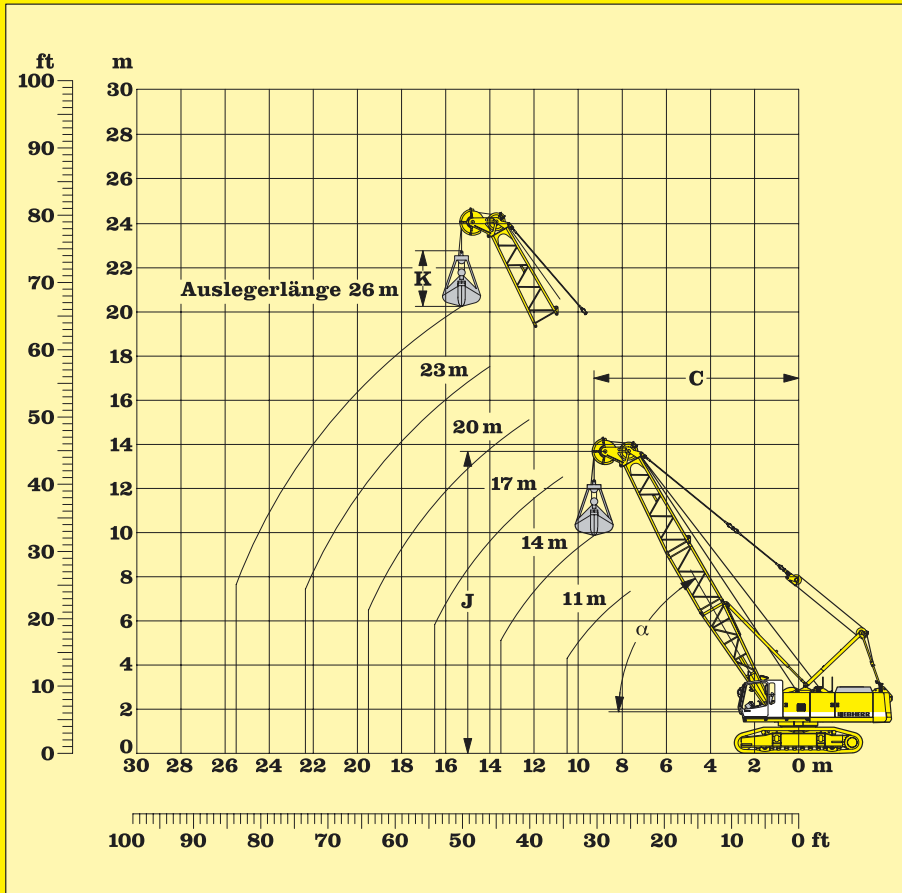 ft m
100
90
80
70
60
50
40
30
20
10
0
30
28
26
24
22
20
18
16
14
12
10
8
6
4
2
0
K
Auslegerlänge 26 m
23 m
C
20 m
17 m
14 m
J
11 m
α
LIEBHERR
30 28 26 24 22 20 18 16 14 12 10 8 6 4 2 0 m
100 90 80 70 60 50 40 30 20 10 0 ft